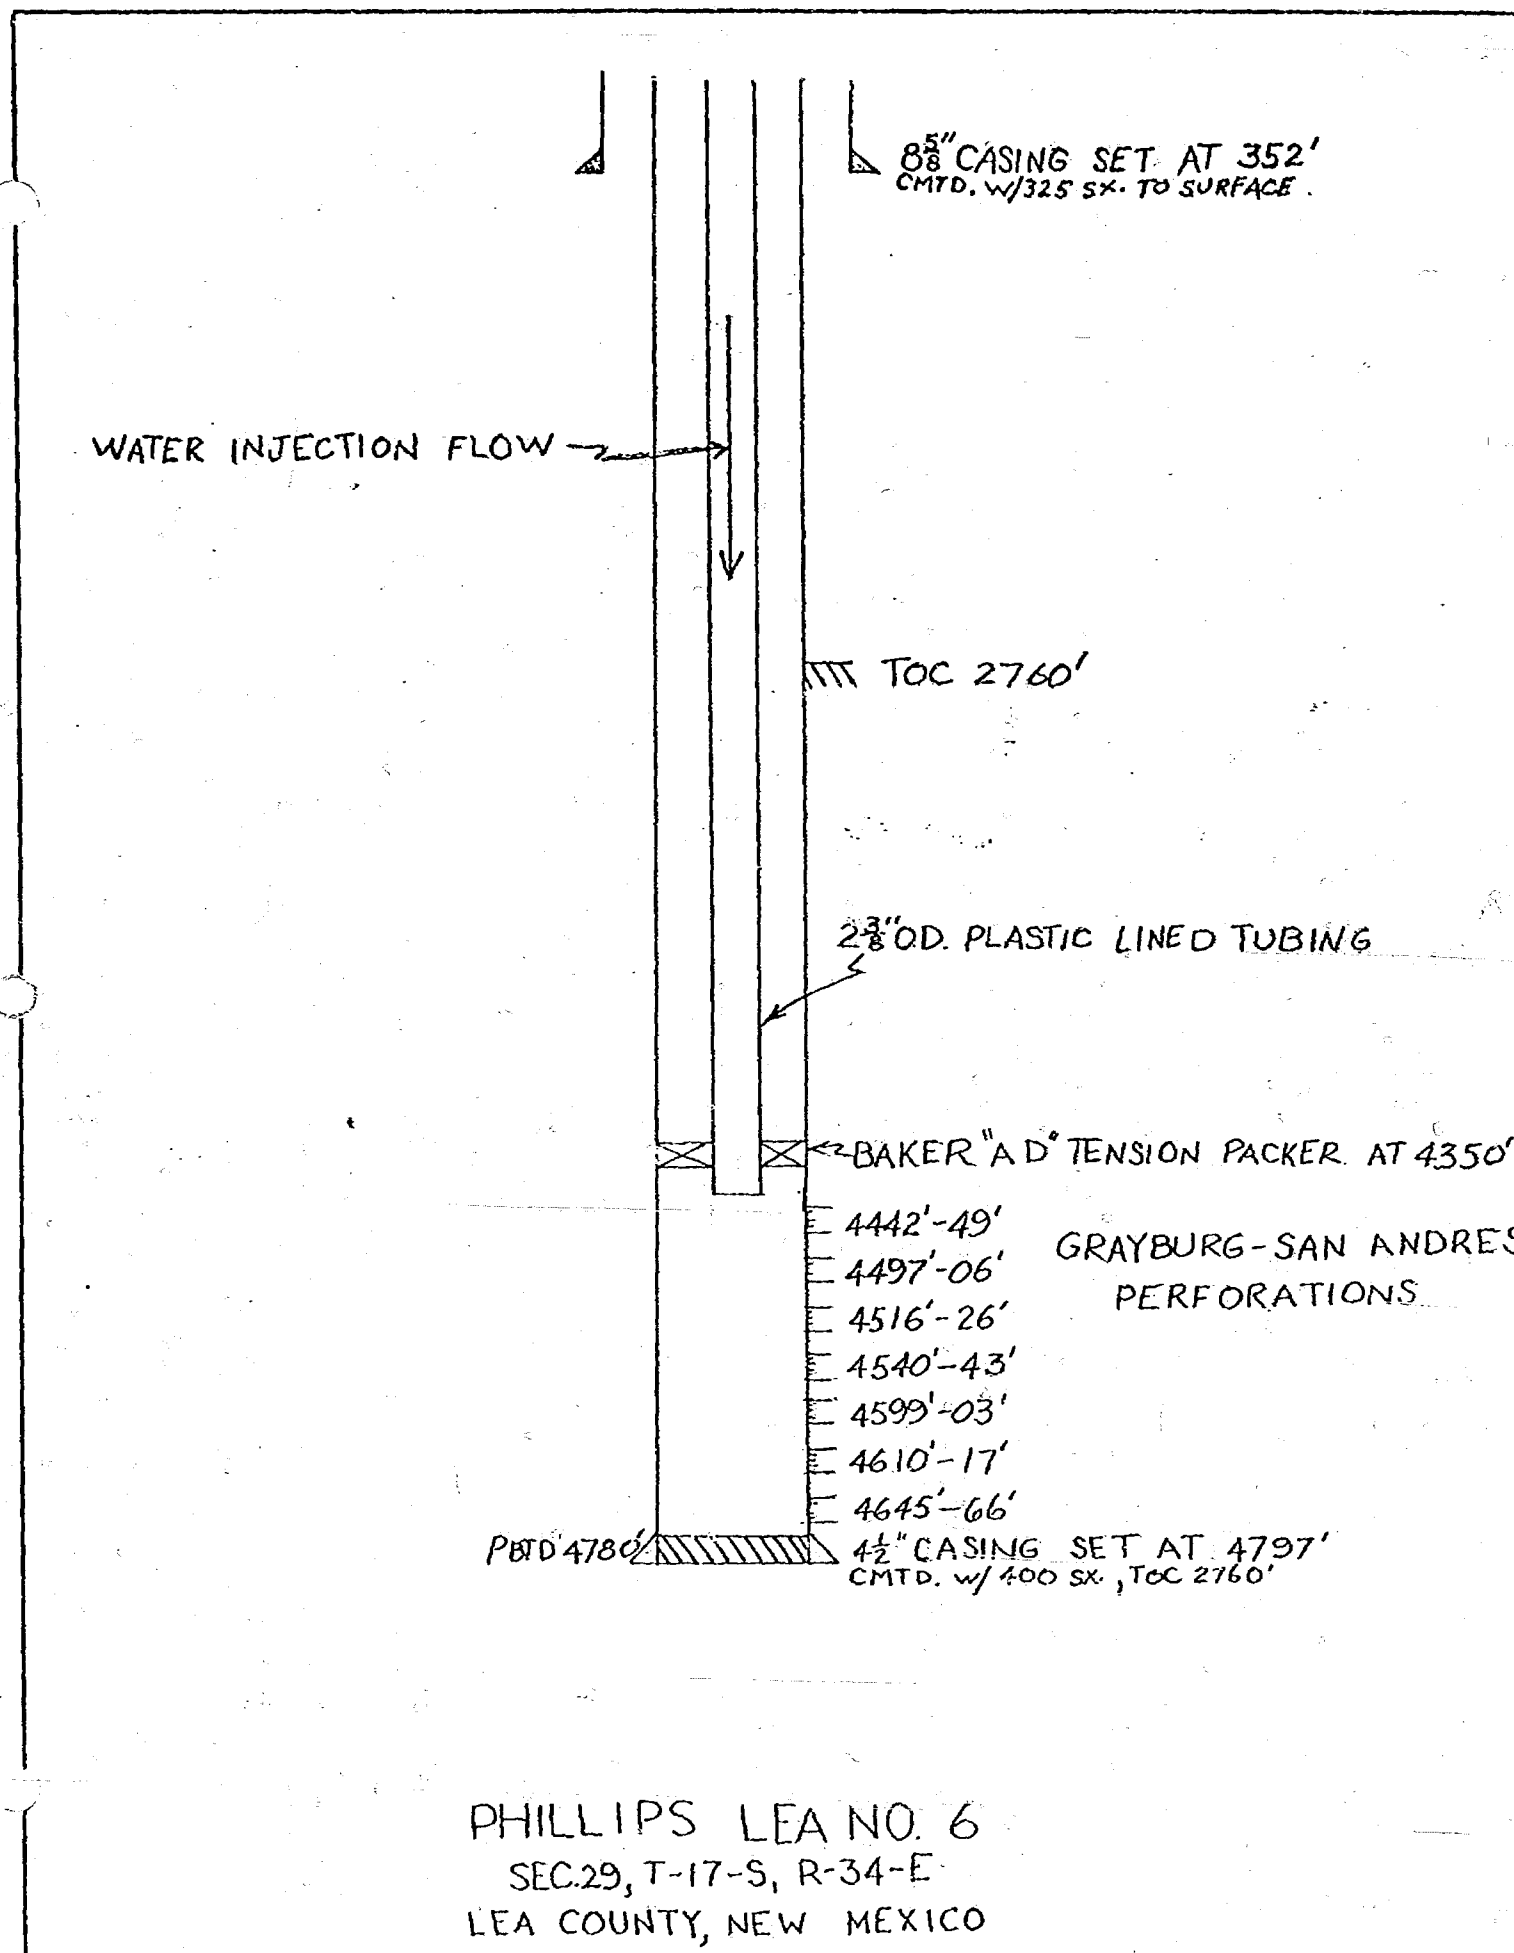 8 5/8" CASING SET AT 352'
CMTD. W/325 SX. TO SURFACE.
WATER INJECTION FLOW
TOC 2760'
2 3/8" O.D. PLASTIC LINED TUBING
BAKER "AD" TENSION PACKER AT 4350'
4442'-49'
GRAYBURG-SAN ANDRES
4497'-06'
PERFORATIONS
4516'-26'
4540'-43'
4599'-03'
4610'-17'
4645'-66'
PBTD 4780'
4 1/2" CASING SET AT 4797'
CMTD. W/ 400 SX., TOC 2760'
PHILLIPS LEA NO. 6
SEC.29, T-17-S, R-34-E
LEA COUNTY, NEW MEXICO